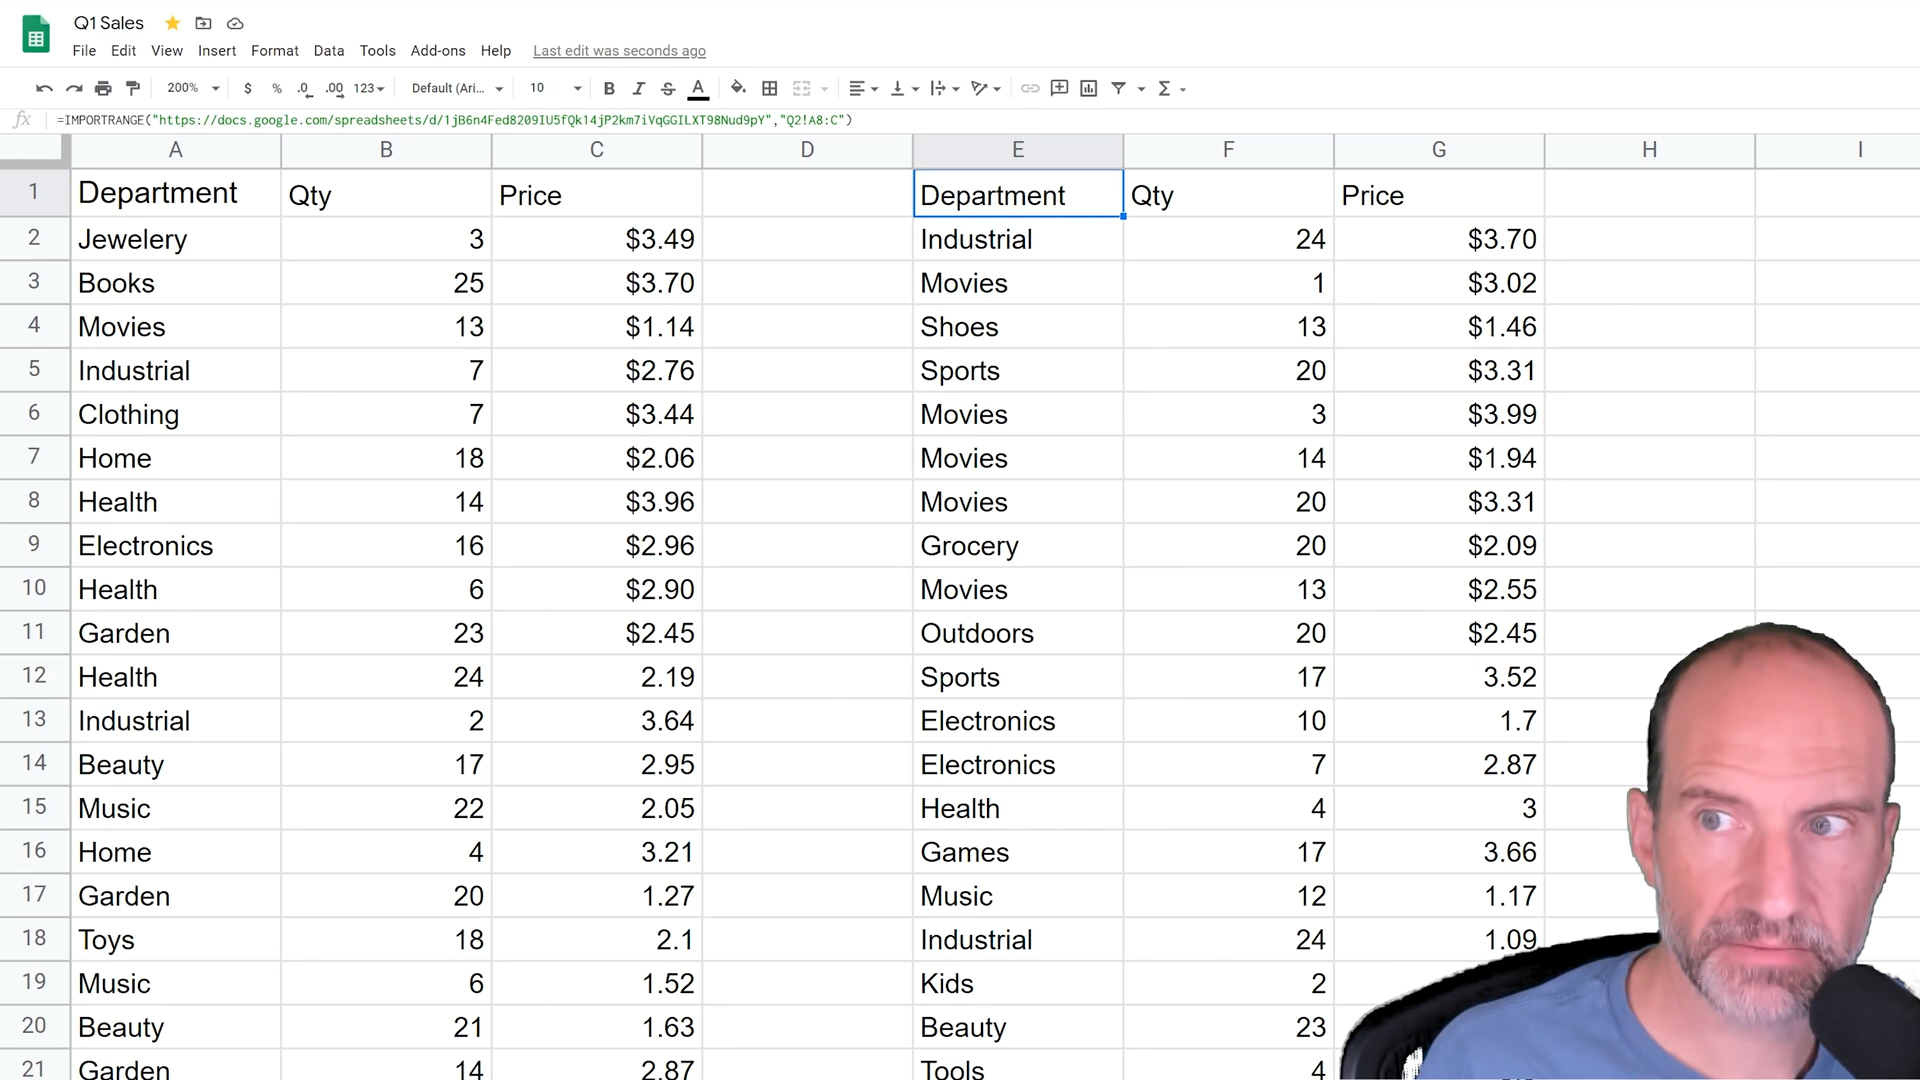 Q1 Sales
File Edit View Insert Format Data Tools Add-ons Help Last edit was seconds ago
200% $ % .0 .00 123 Default (Ari... 10 B I S A Σ
fx =IMPORTRANGE("https://docs.google.com/spreadsheets/d/1jB6n4Fed8209IU5fQk14jP2km7iVqGGILXT98Nud9pY","Q2!A8:C")
A B C D E F G H I
1 Department Qty Price Department Qty Price
2 Jewelery 3 $3.49 Industrial 24 $3.70
3 Books 25 $3.70 Movies 1 $3.02
4 Movies 13 $1.14 Shoes 13 $1.46
5 Industrial 7 $2.76 Sports 20 $3.31
6 Clothing 7 $3.44 Movies 3 $3.99
7 Home 18 $2.06 Movies 14 $1.94
8 Health 14 $3.96 Movies 20 $3.31
9 Electronics 16 $2.96 Grocery 20 $2.09
10 Health 6 $2.90 Movies 13 $2.55
11 Garden 23 $2.45 Outdoors 20 $2.45
12 Health 24 2.19 Sports 17 3.52
13 Industrial 2 3.64 Electronics 10 1.7
14 Beauty 17 2.95 Electronics 7 2.87
15 Music 22 2.05 Health 4 3
16 Home 4 3.21 Games 17 3.66
17 Garden 20 1.27 Music 12 1.17
18 Toys 18 2.1 Industrial 24 1.09
19 Music 6 1.52 Kids 2
20 Beauty 21 1.63 Beauty 23
21 Garden 14 2.87 Tools 4